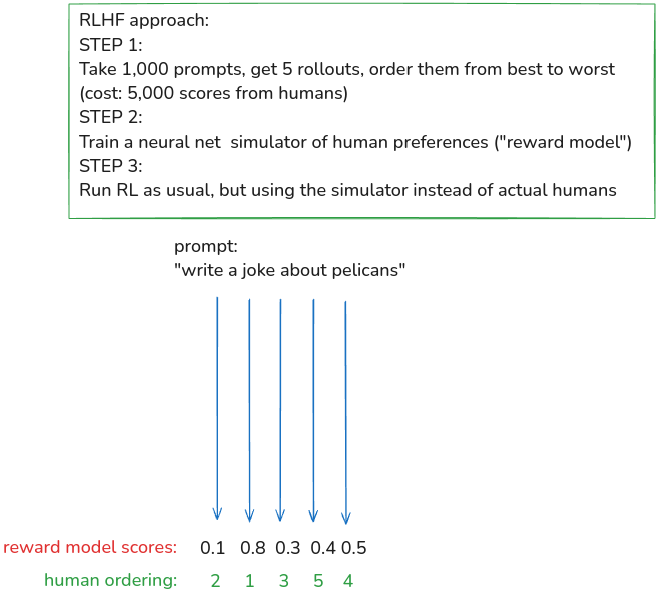 RLHF approach:
STEP 1:
Take 1,000 prompts, get 5 rollouts, order them from best to worst
(cost: 5,000 scores from humans)
STEP 2:
Train a neural net simulator of human preferences ("reward model")
STEP 3:
Run RL as usual, but using the simulator instead of actual humans
prompt:
"write a joke about pelicans"
reward model scores: 0.1 0.8 0.3 0.4 0.5
human ordering: 2 1 3 5 4